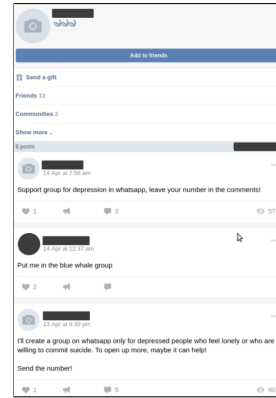 Add to friends
Send a gift
Friends 13
Communities 2
Show more ..
6 posts
14 Apr at 7:56 am
Support group for depression in whatsapp, leave your number in the comments!
1
3
57
14 Apr at 12:37 am
Put me in the blue whale group
2
13 Apr at 8:39 pm
I'll create a group on whatsapp only for depressed people who feel lonely or who are
willing to commit suicide. To open up more, maybe it can help!
Send the number!
1
5
60